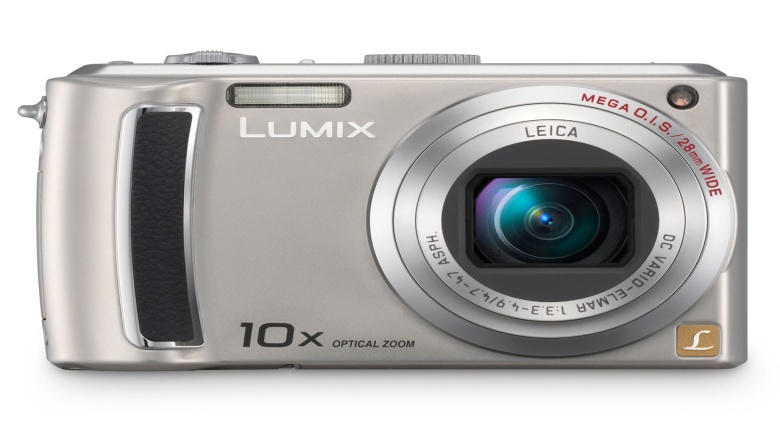 LUMIX
MEGA O.I.S./28mm WIDE
LEICA
DC VARIO-ELMAR 1:3.3-4.9/4.7-47 ASPH.
10x OPTICAL ZOOM
L